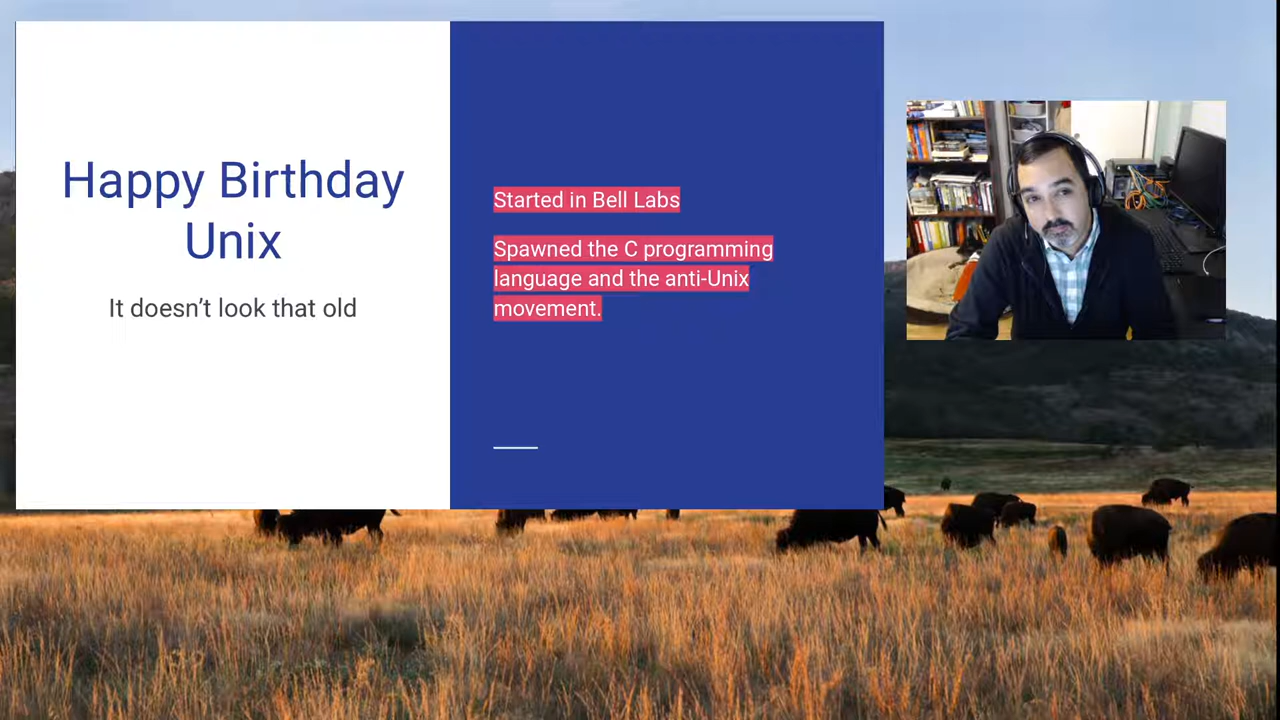 Happy Birthday
Unix
It doesn’t look that old
Started in Bell Labs
Spawned the C programming
language and the anti-Unix
movement.